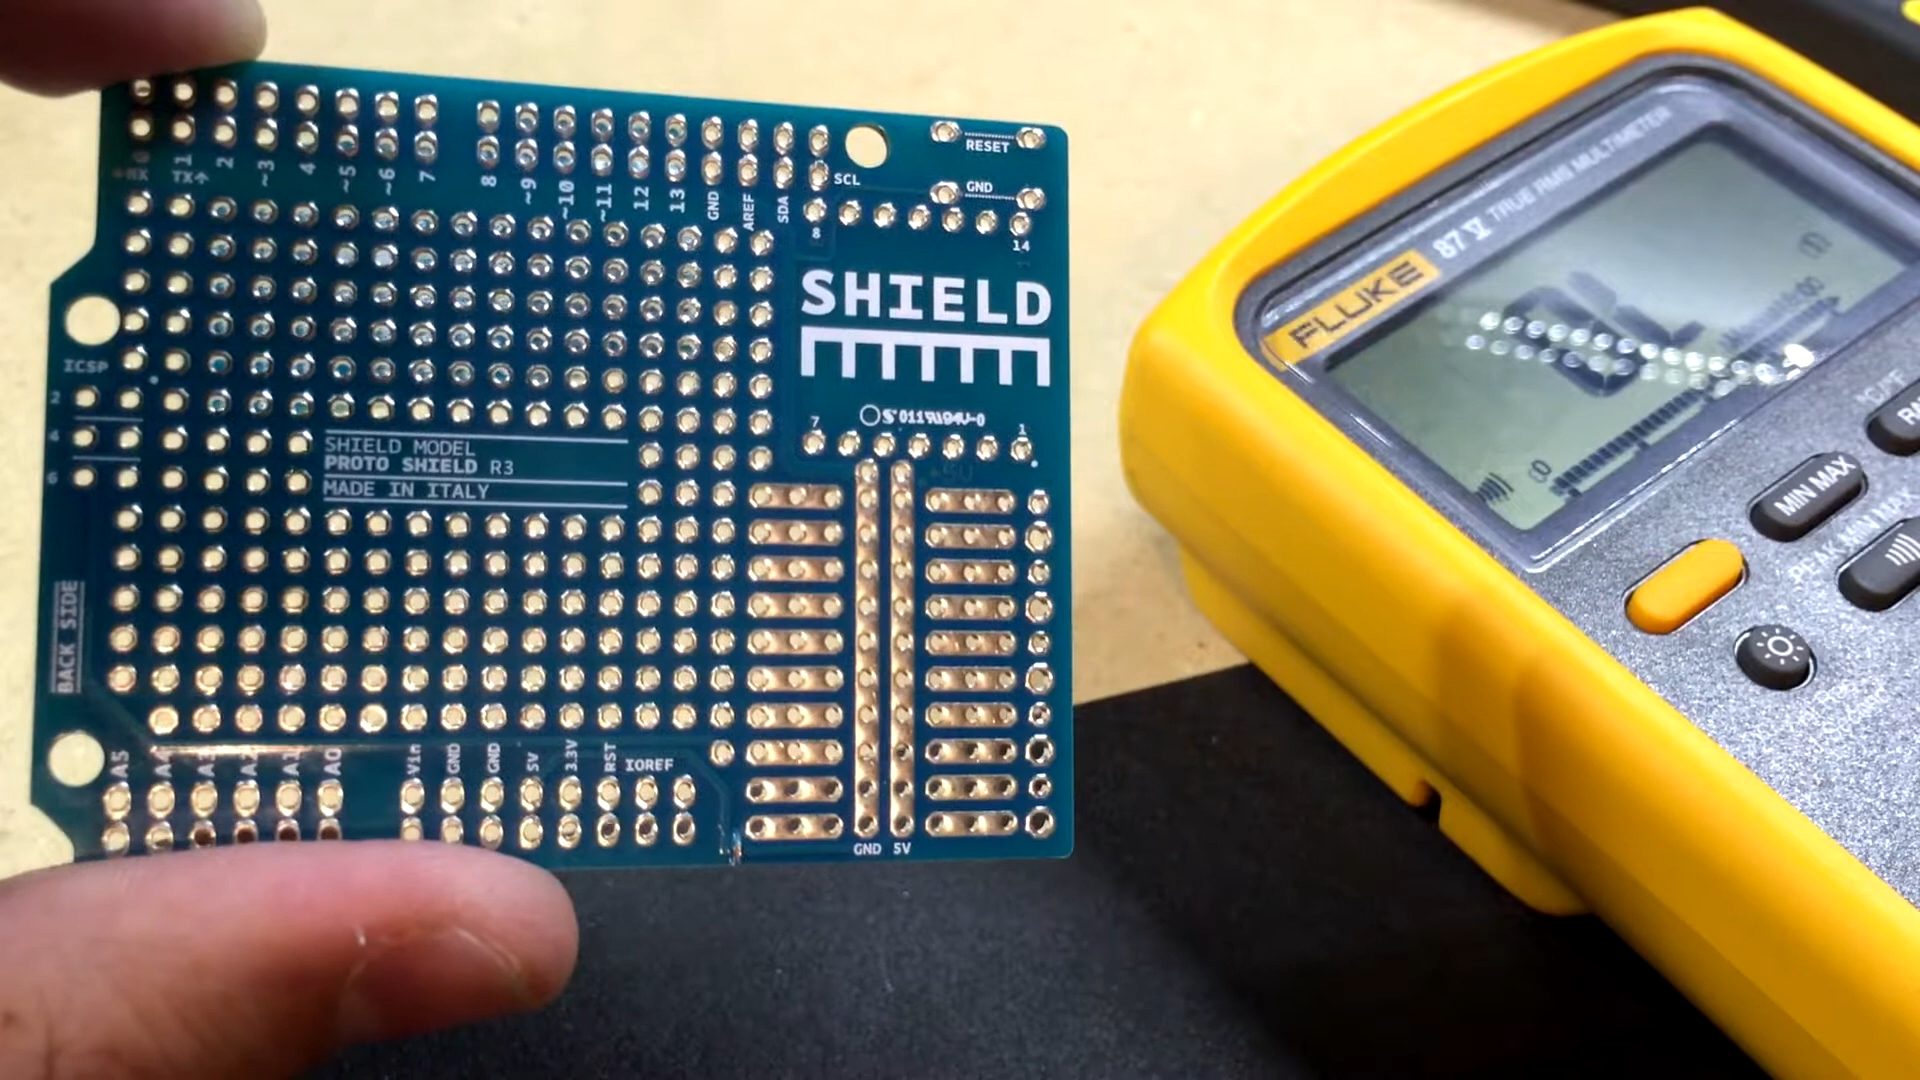 RX TX↑ 2 ~3 4 ~5 ~6 7 8 ~9 ~10 ~11 12 13 GND AREF SDA SCL
RESET
GND
8 14
SHIELD
ICSP
2
4
6
7 1
SHIELD MODEL
PROTO SHIELD R3
MADE IN ITALY
BACK SIDE
A5 A4 A3 A2 A1 A0 Vin GND GND 5V 3.3V RST IOREF
GND 5V
FLUKE 87 V TRUE RMS MULTIMETER
MIN MAX
PEAK MIN MAX